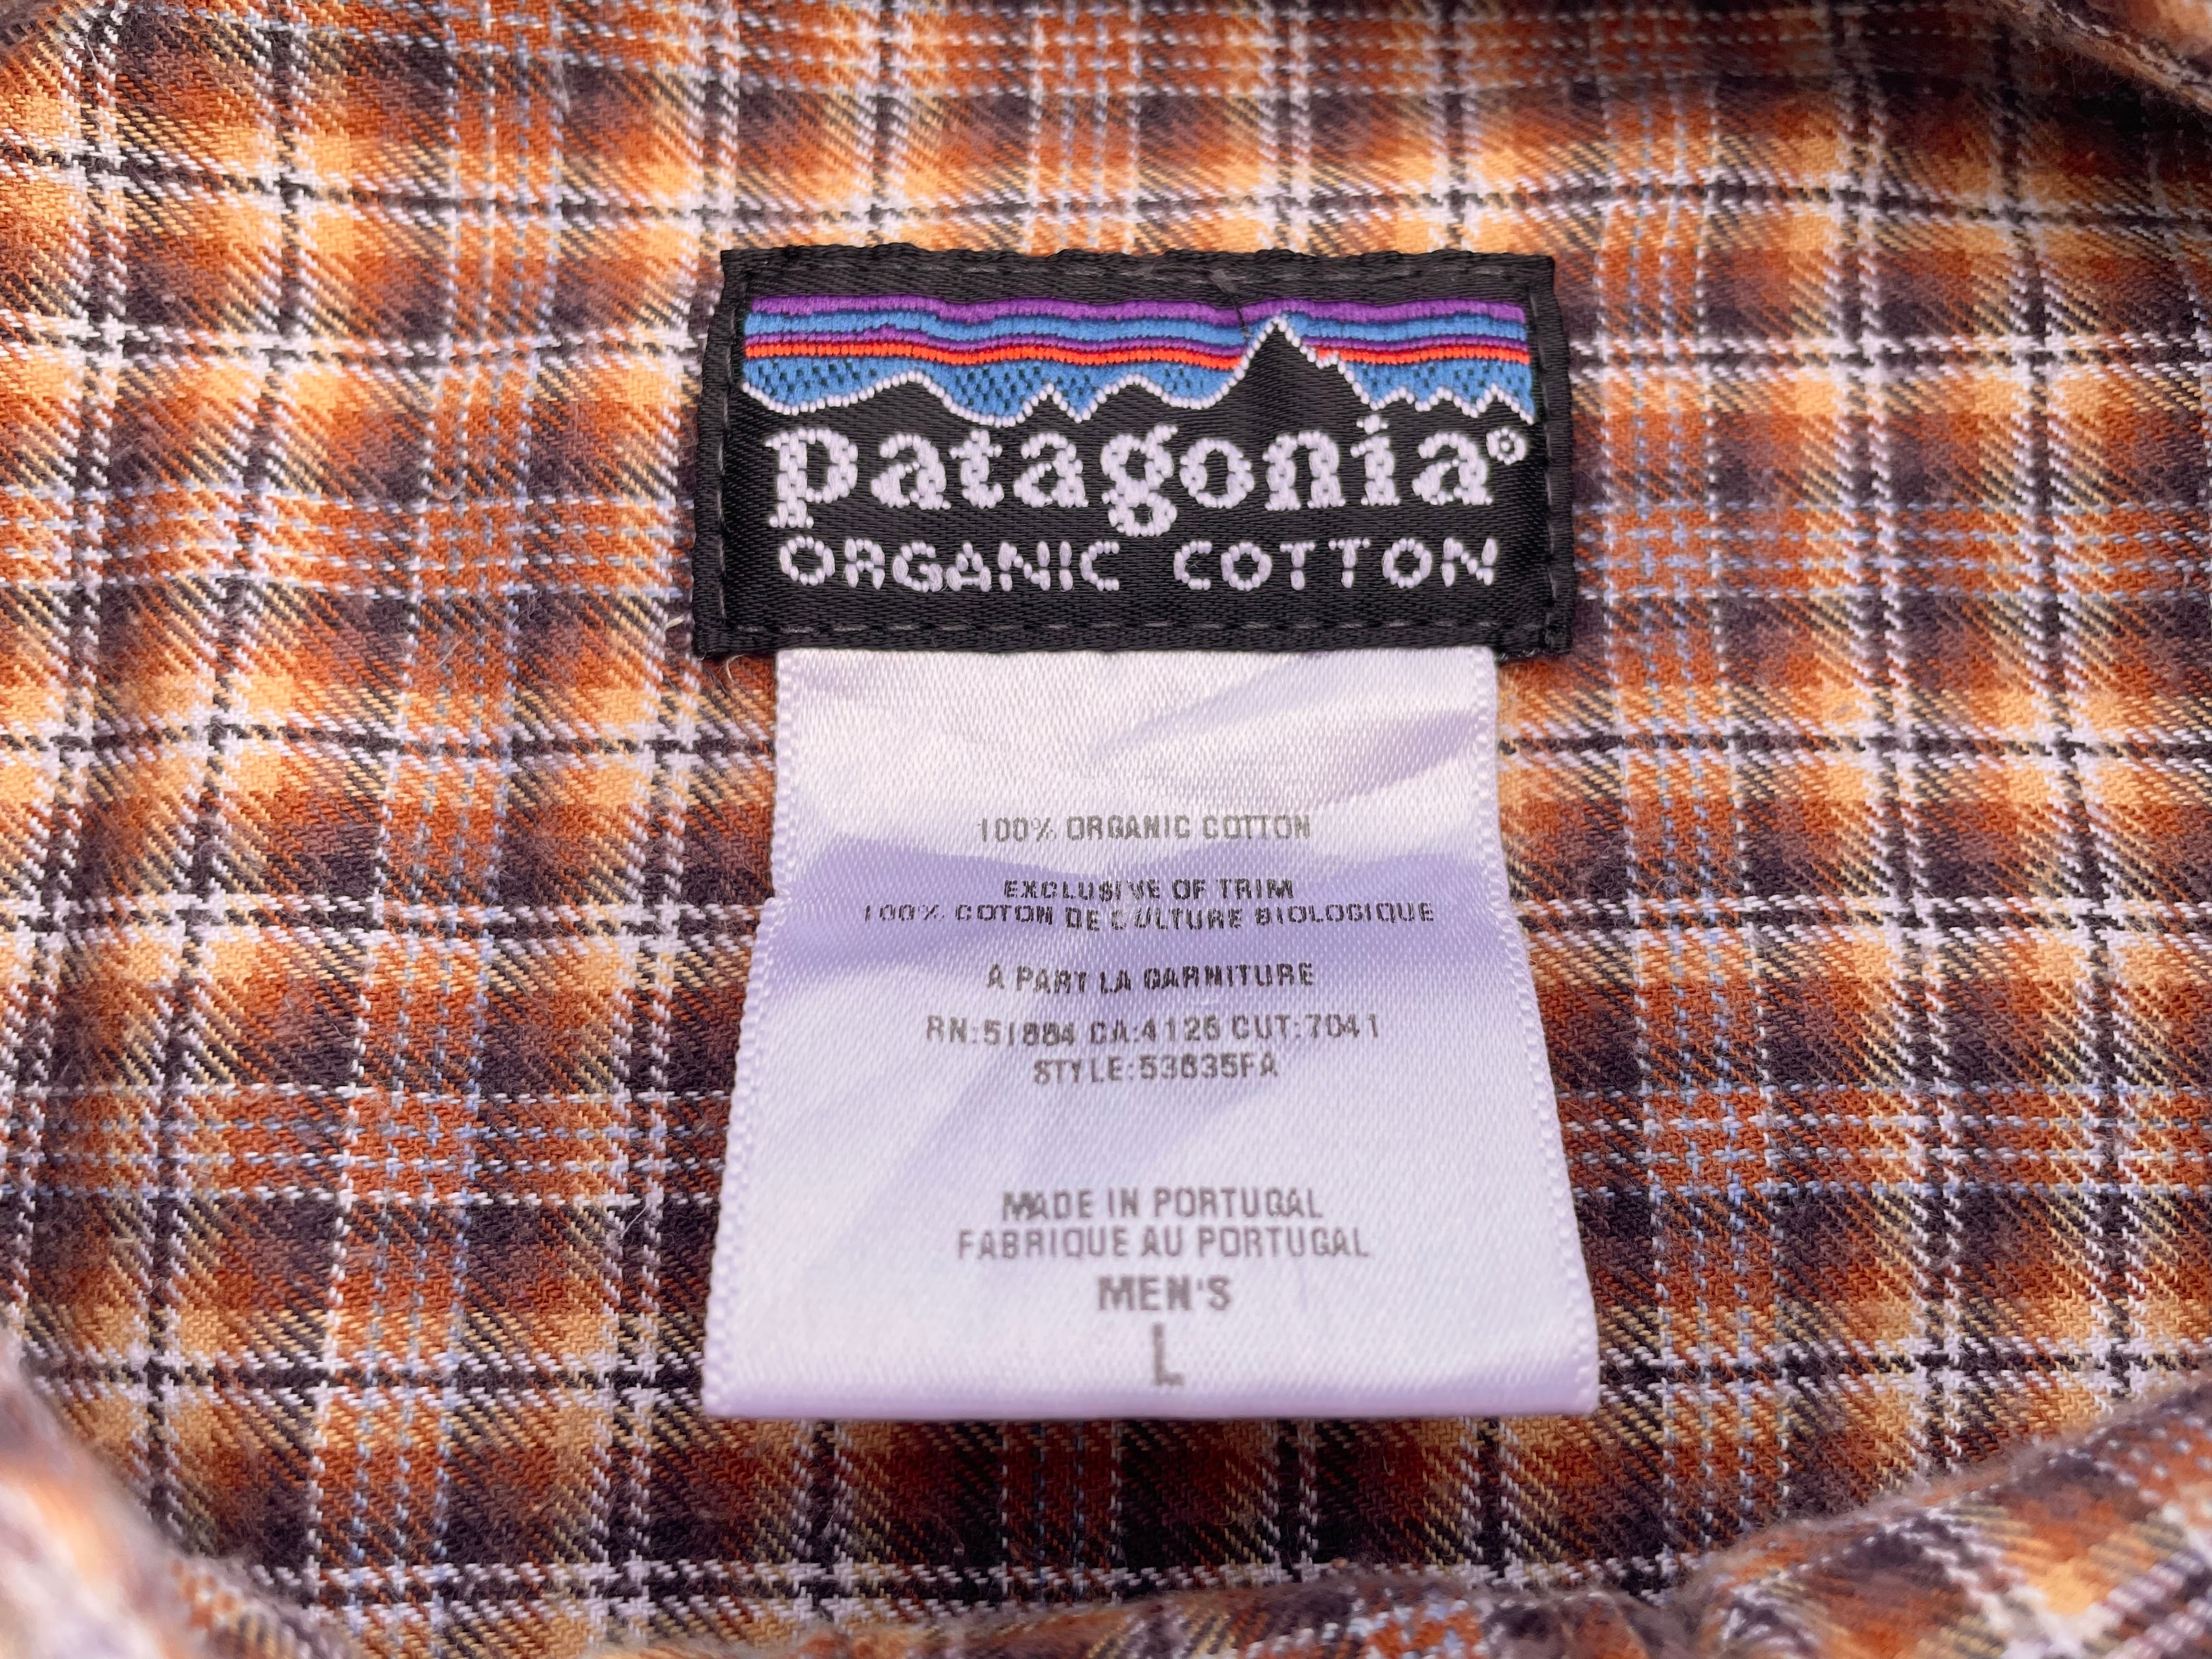 patagonia®
ORGANIC COTTON
100% ORGANIC COTTON
EXCLUSIVE OF TRIM
100% COTON DE CULTURE BIOLOGIQUE
A PART LA GARNITURE
RN:51884 CA:4126 CUT:7041
STYLE:53835FA
MADE IN PORTUGAL
FABRIQUE AU PORTUGAL
MEN'S
L